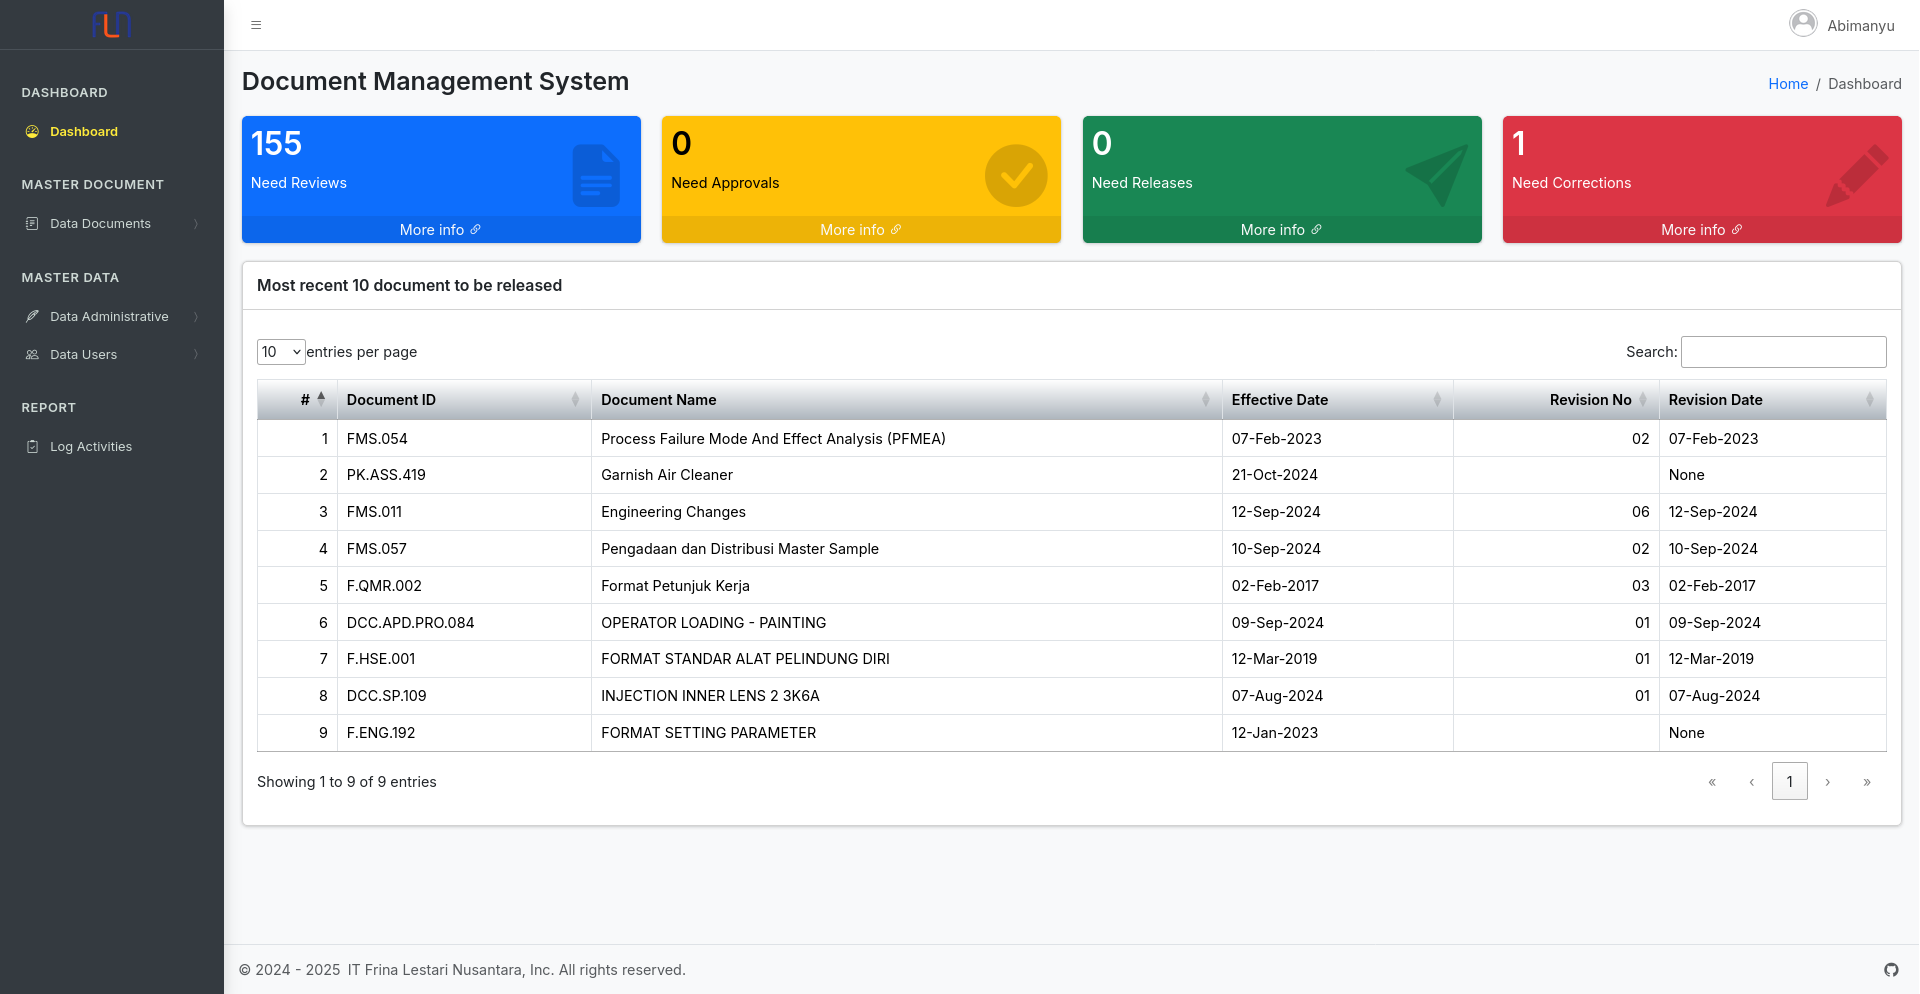 FLN
Abimanyu
DASHBOARD
Dashboard
MASTER DOCUMENT
Data Documents
MASTER DATA
Data Administrative
Data Users
REPORT
Log Activities
Document Management System
Home / Dashboard
155
Need Reviews
More info
0
Need Approvals
More info
0
Need Releases
More info
1
Need Corrections
More info
Most recent 10 document to be released
10 entries per page
Search:
# Document ID Document Name Effective Date Revision No Revision Date
1 FMS.054 Process Failure Mode And Effect Analysis (PFMEA) 07-Feb-2023 02 07-Feb-2023
2 PK.ASS.419 Garnish Air Cleaner 21-Oct-2024 None
3 FMS.011 Engineering Changes 12-Sep-2024 06 12-Sep-2024
4 FMS.057 Pengadaan dan Distribusi Master Sample 10-Sep-2024 02 10-Sep-2024
5 F.QMR.002 Format Petunjuk Kerja 02-Feb-2017 03 02-Feb-2017
6 DCC.APD.PRO.084 OPERATOR LOADING - PAINTING 09-Sep-2024 01 09-Sep-2024
7 F.HSE.001 FORMAT STANDAR ALAT PELINDUNG DIRI 12-Mar-2019 01 12-Mar-2019
8 DCC.SP.109 INJECTION INNER LENS 2 3K6A 07-Aug-2024 01 07-Aug-2024
9 F.ENG.192 FORMAT SETTING PARAMETER 12-Jan-2023 None
Showing 1 to 9 of 9 entries
« ‹ 1 › »
© 2024 - 2025 IT Frina Lestari Nusantara, Inc. All rights reserved.